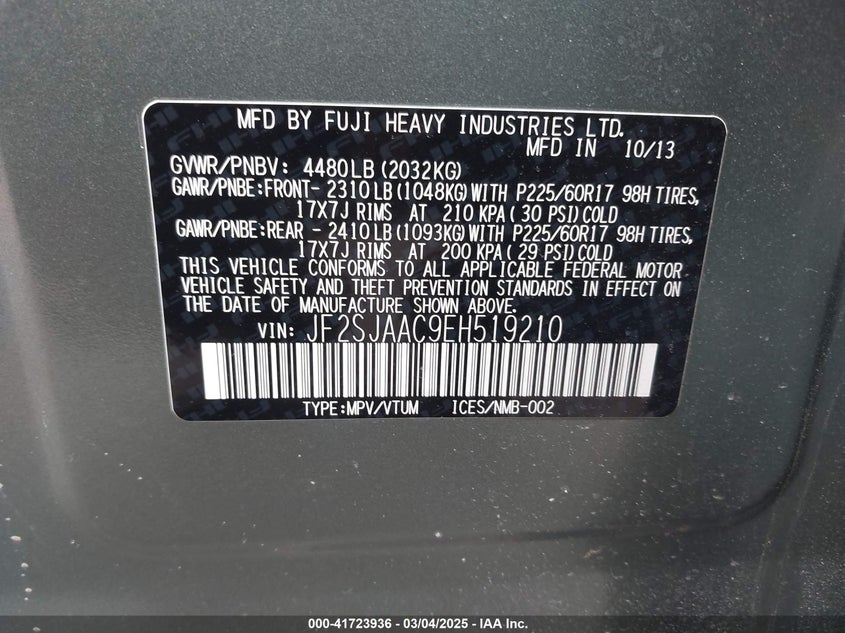 MFD BY FUJI HEAVY INDUSTRIES LTD.
MFD IN 10/13
GVWR/PNBV: 4480LB (2032KG)
GAWR/PNBE:FRONT- 2310 LB (1048KG) WITH P225/60R17 98H TIRES,
17X7J RIMS AT 210 KPA ( 30 PSI) COLD
GAWR/PNBE:REAR - 2410 LB (1093KG) WITH P225/60R17 98H TIRES,
17X7J RIMS AT 200 KPA ( 29 PSI) COLD
THIS VEHICLE CONFORMS TO ALL APPLICABLE FEDERAL MOTOR
VEHICLE SAFETY AND THEFT PREVENTION STANDARDS IN EFFECT ON
THE DATE OF MANUFACTURE SHOWN ABOVE.
VIN: JF2SJAAC9EH519210
TYPE:MPV/VTUM ICES/NMB-002
000-41723936 - 03/04/2025 - IAA Inc.